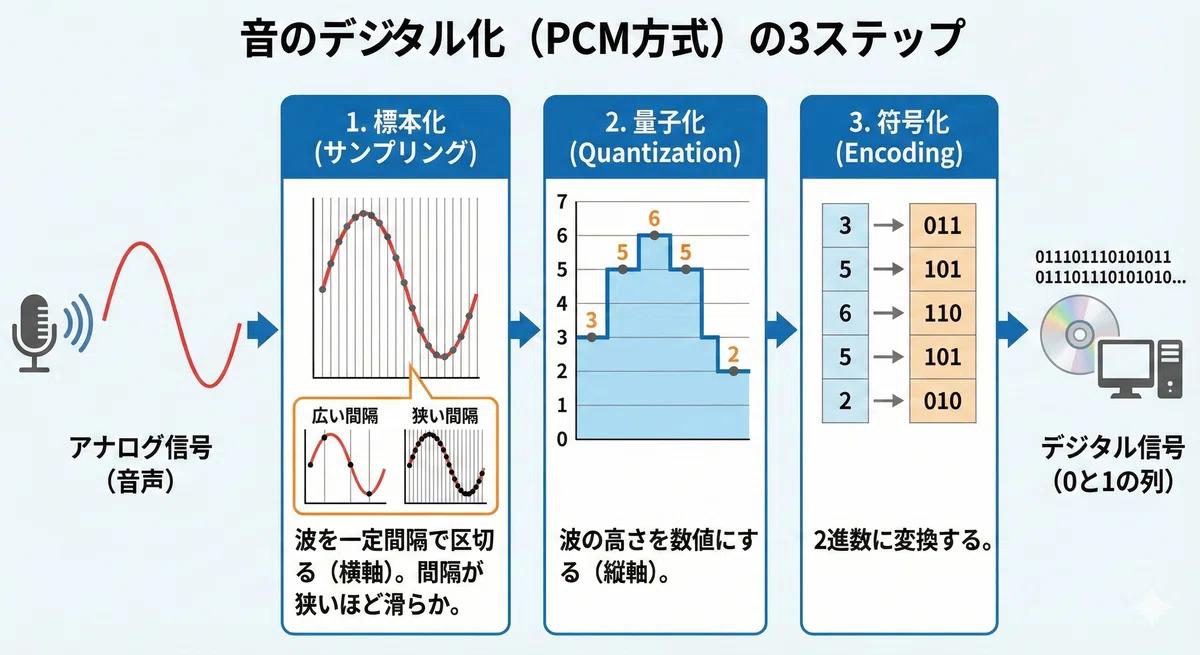 音のデジタル化（PCM方式）の3ステップ
アナログ信号
（音声）
1. 標本化
(サンプリング)
広い間隔
狭い間隔
波を一定間隔で区切
る（横軸）。間隔が
狭いほど滑らか。
2. 量子化
(Quantization)
7
6
5
4
3
2
1
0
3
5
6
5
2
波の高さを数値にす
る（縦軸）。
3. 符号化
(Encoding)
3 → 011
5 → 101
6 → 110
5 → 101
2 → 010
2進数に変換する。
011101110101011
011101110101010...
デジタル信号
（0と1の列）